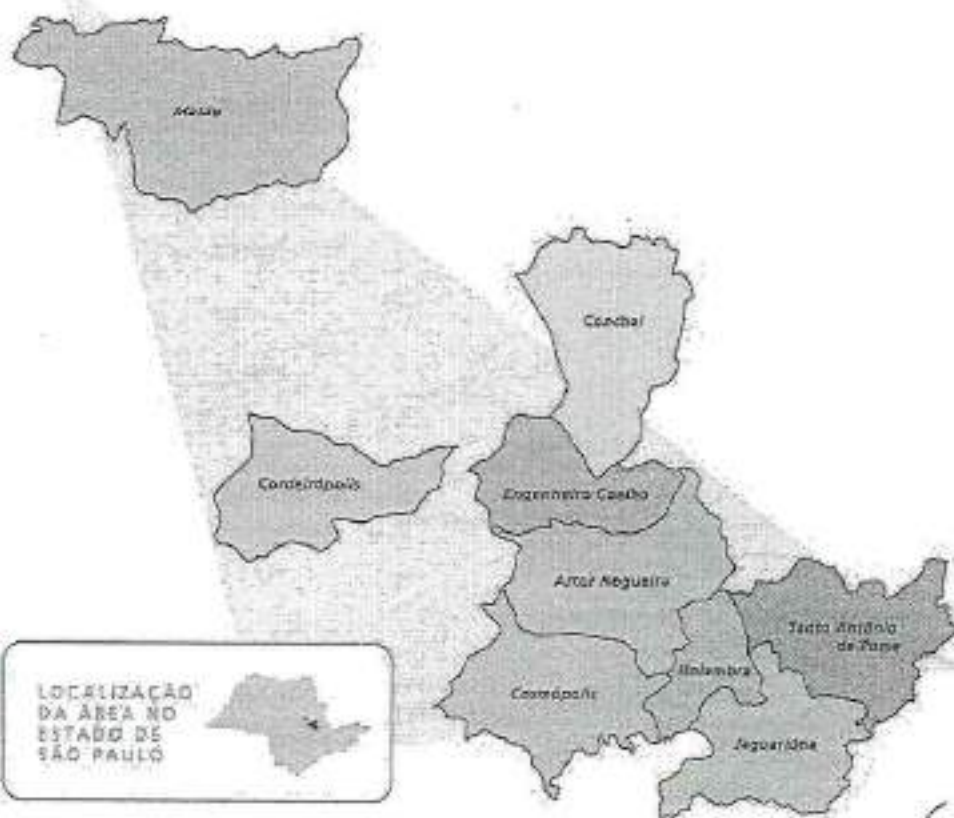 Conchal
Cordeirópolis
Engenheiro Coelho
Artur Nogueira
Santo Antônio
de Posse
Holambra
Cosmópolis
Jaguariúna
LOCALIZAÇÃO
DA ÁREA NO
ESTADO DE
SÃO PAULO